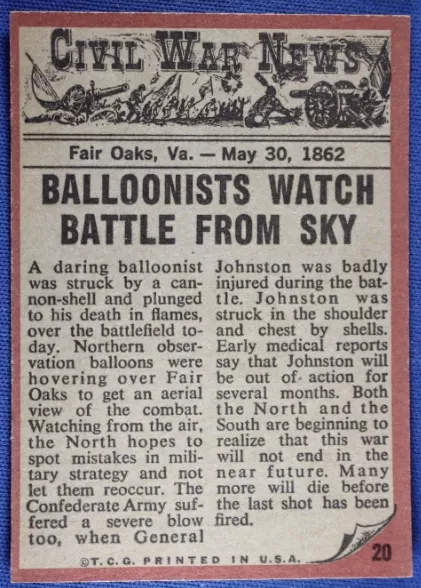 CIVIL WAR NEWS
Fair Oaks, Va. — May 30, 1862
BALLOONISTS WATCH
BATTLE FROM SKY
A daring balloonist
was struck by a can-
non-shell and plunged
to his death in flames,
over the battlefield to-
day. Northern obser-
vation balloons were
hovering over Fair
Oaks to get an aerial
view of the combat.
Watching from the air,
the North hopes to
spot mistakes in mili-
tary strategy and not
let them reoccur. The
Confederate Army suf-
fered a severe blow
too, when General
Johnston was badly
injured during the bat-
tle. Johnston was
struck in the shoulder
and chest by shells.
Early medical reports
say that Johnston will
be out of action for
several months. Both
the North and the
South are beginning to
realize that this war
will not end in the
near future. Many
more will die before
the last shot has been
fired.
©T.C.G. PRINTED IN U.S.A.
20